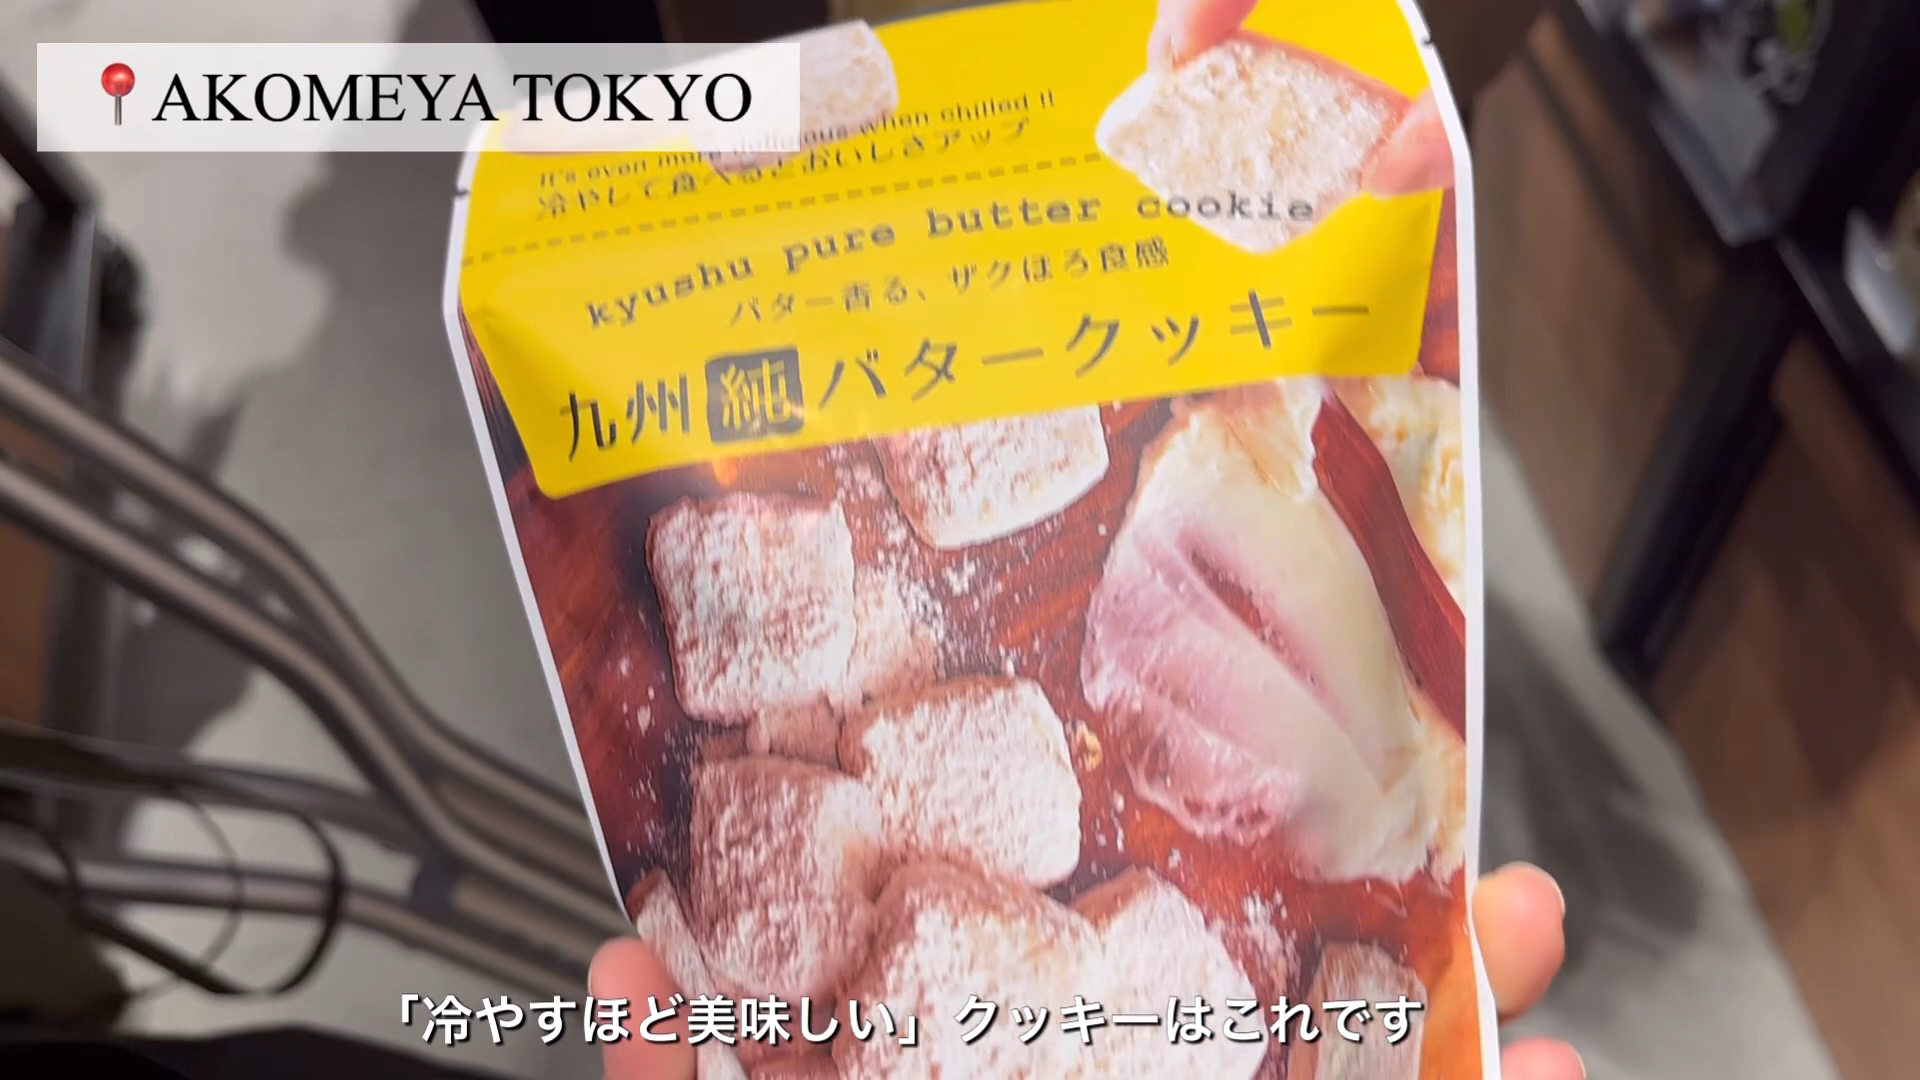 📍AKOMEYA TOKYO
It's even more delicious when chilled !!
冷やして食べるとおいしさアップ
kyushu pure butter cookie
バター香る、ザクほろ食感
九州純バタークッキー
「冷やすほど美味しい」クッキーはこれです